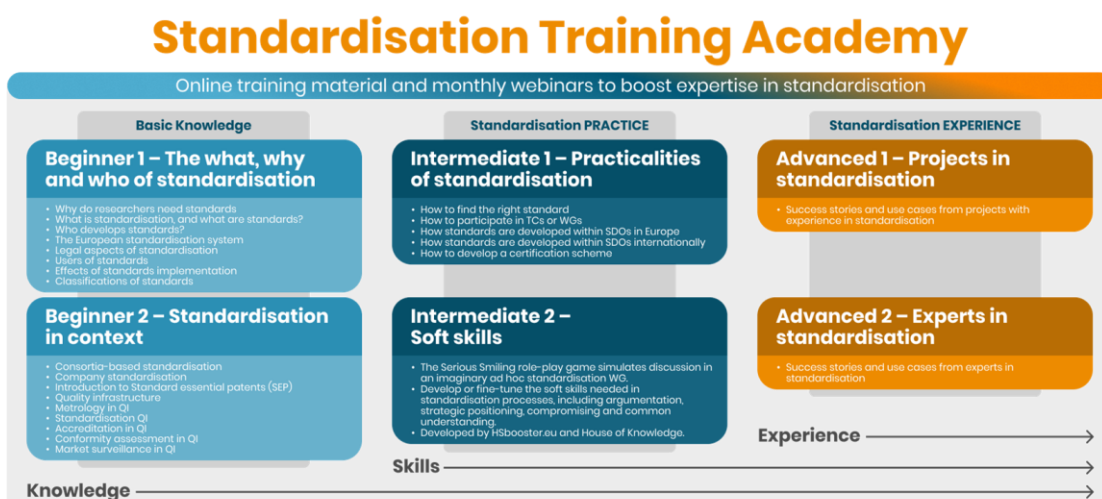 Standardisation Training Academy
Online training material and monthly webinars to boost expertise in standardisation
Basic Knowledge
Beginner 1 – The what, why
and who of standardisation
• Why do researchers need standards
• What is standardisation, and what are standards?
• Who develops standards?
• The European standardisation system
• Legal aspects of standardisation
• Users of standards
• Effects of standards implementation
• Classifications of standards
Beginner 2 – Standardisation
in context
• Consortia-based standardisation
• Company standardisation
• Introduction to Standard essential patents (SEP)
• Quality infrastructure
• Metrology in QI
• Standardisation QI
• Accreditation in QI
• Conformity assessment in QI
• Market surveillance in QI
Standardisation PRACTICE
Intermediate 1 – Practicalities
of standardisation
• How to find the right standard
• How to participate in TCs or WGs
• How standards are developed within SDOs in Europe
• How standards are developed within SDOs internationally
• How to develop a certification scheme
Intermediate 2 –
Soft skills
• The Serious Smiling role-play game simulates discussion in
an imaginary ad hoc standardisation WG.
• Develop or fine-tune the soft skills needed in
standardisation processes, including argumentation,
strategic positioning, compromising and common
understanding.
• Developed by HSbooster.eu and House of Knowledge.
Standardisation EXPERIENCE
Advanced 1 – Projects in
standardisation
• Success stories and use cases from projects with
experience in standardisation
Advanced 2 – Experts in
standardisation
• Success stories and use cases from experts in
standardisation
Experience
Skills
Knowledge